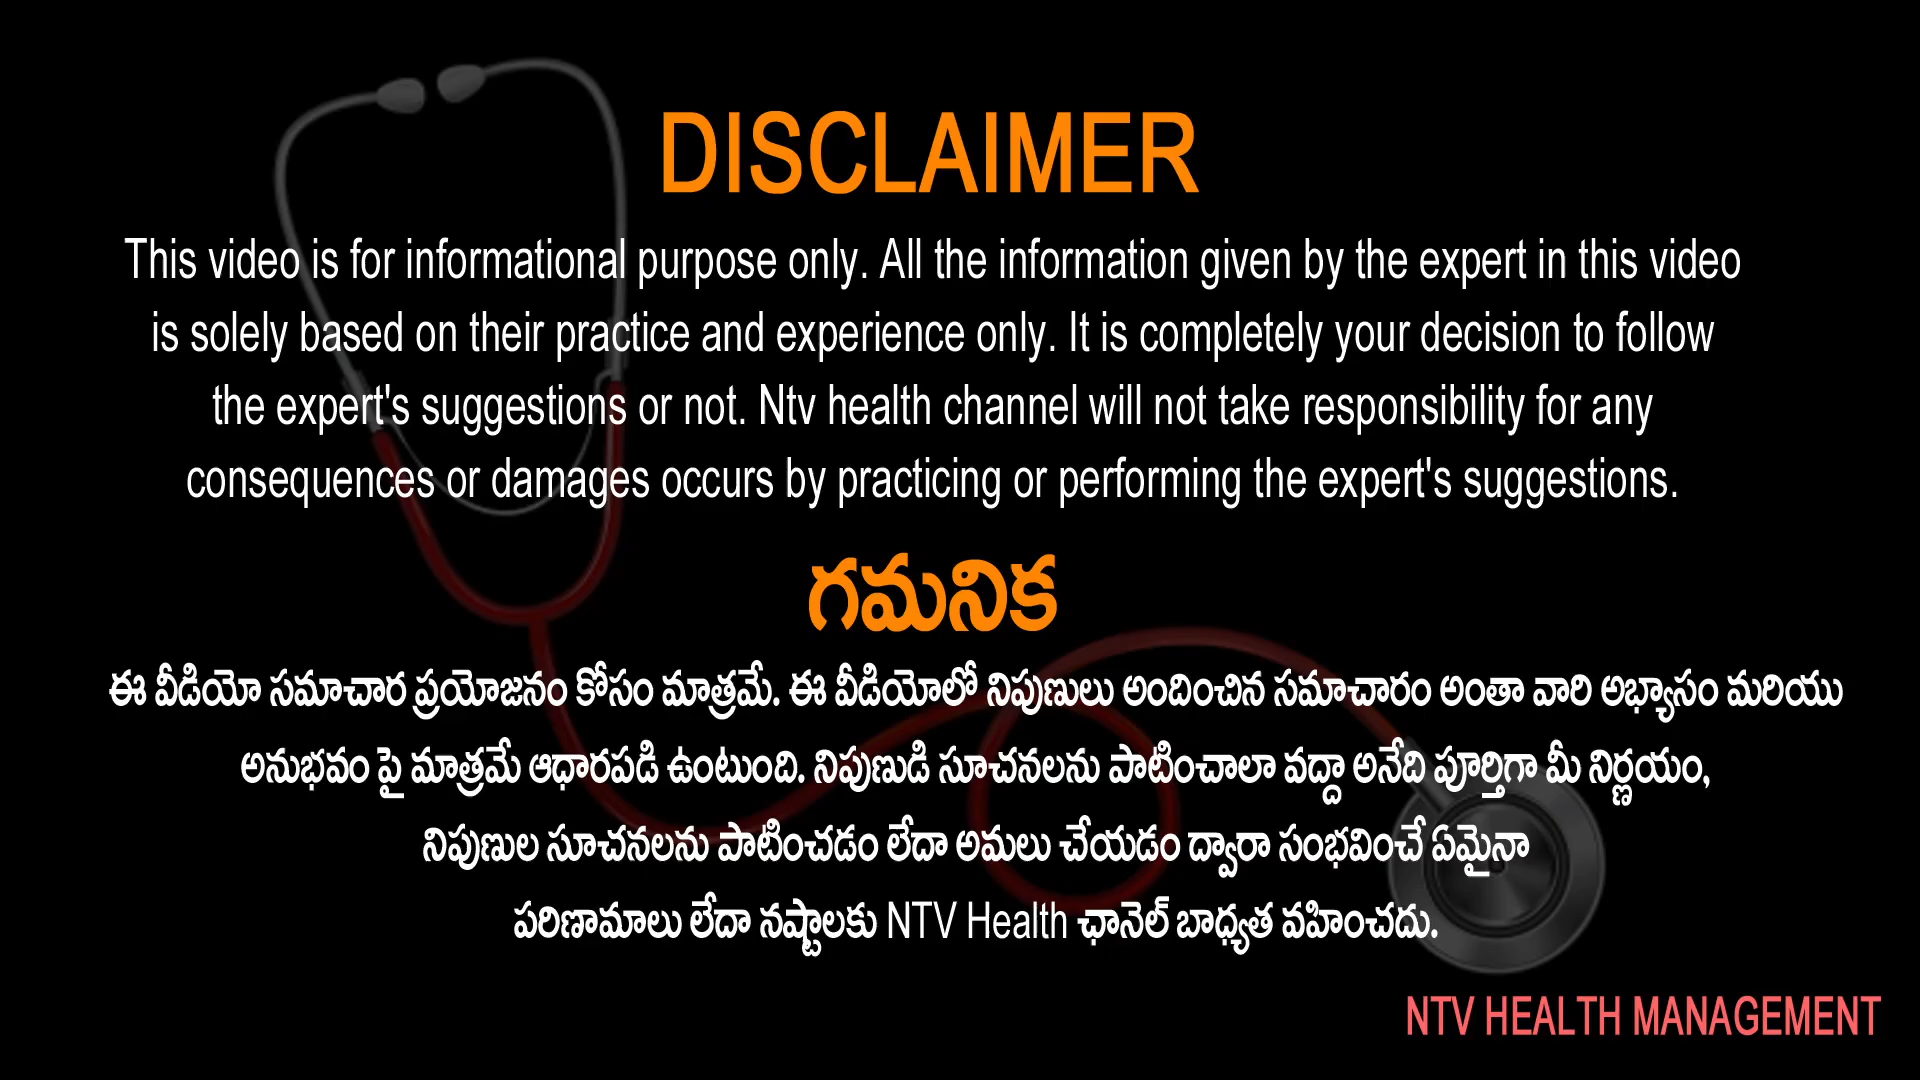 DISCLAIMER
This video is for informational purpose only. All the information given by the expert in this video
is solely based on their practice and experience only. It is completely your decision to follow
the expert's suggestions or not. Ntv health channel will not take responsibility for any
consequences or damages occurs by practicing or performing the expert's suggestions.
గమనిక
ఈ వీడియో సమాచార ప్రయోజనం కోసం మాత్రమే. ఈ వీడియోలో నిపుణులు అందించిన సమాచారం అంతా వారి అభ్యాసం మరియు
అనుభవం పై మాత్రమే ఆధారపడి ఉంటుంది. నిపుణుడి సూచనలను పాటించాలా వద్దా అనేది పూర్తిగా మీ నిర్ణయం,
నిపుణుల సూచనలను పాటించడం లేదా అమలు చేయడం ద్వారా సంభవించే ఏమైనా
పరిణామాలు లేదా నష్టాలకు NTV Health ఛానెల్ బాధ్యత వహించదు.
NTV HEALTH MANAGEMENT